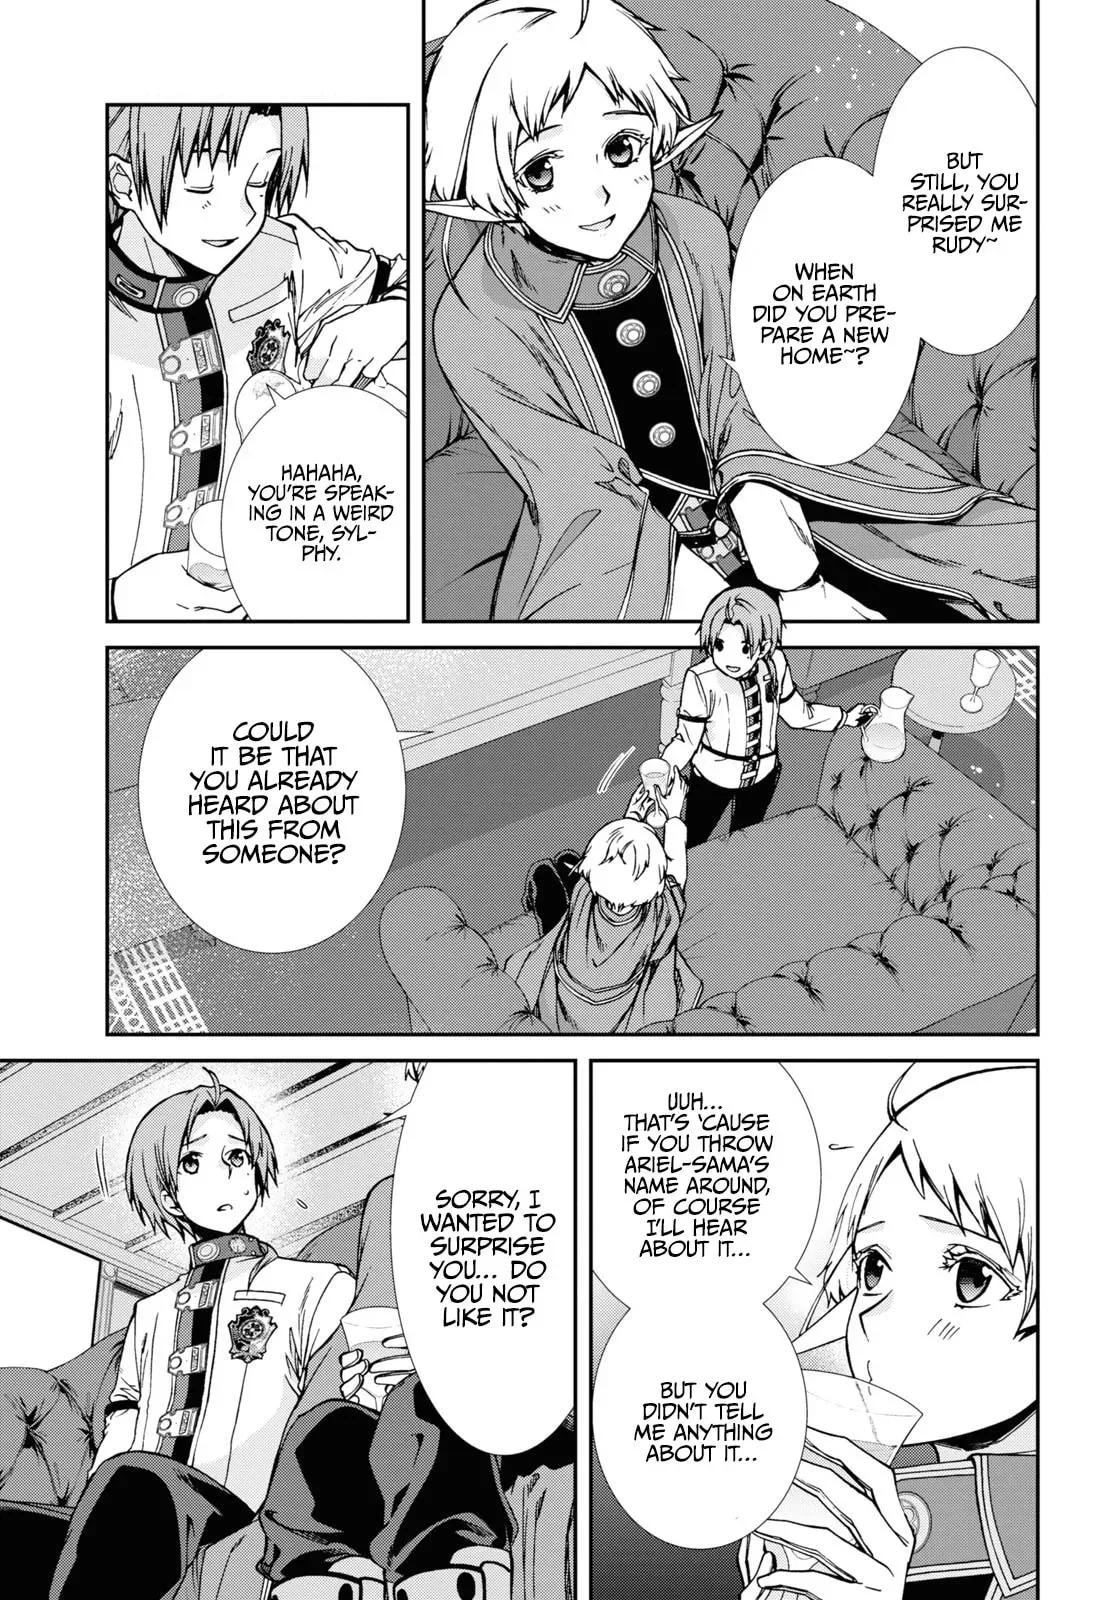 BUT
STILL, YOU
REALLY SUR-
PRISED ME
RUDY~
WHEN
ON EARTH
DID YOU PRE-
PARE A NEW
HOME~?
HAHAHA,
YOU'RE SPEAK-
ING IN A WEIRD
TONE, SYL-
PHY.
COULD
IT BE THAT
YOU ALREADY
HEARD ABOUT
THIS FROM
SOMEONE?
UUH...
THAT'S 'CAUSE
IF YOU THROW
ARIEL-SAMA'S
NAME AROUND,
OF COURSE
I'LL HEAR
ABOUT IT...
BUT YOU
DIDN'T TELL
ME ANYTHING
ABOUT IT...
SORRY, I
WANTED TO
SURPRISE
YOU... DO
YOU NOT
LIKE IT?